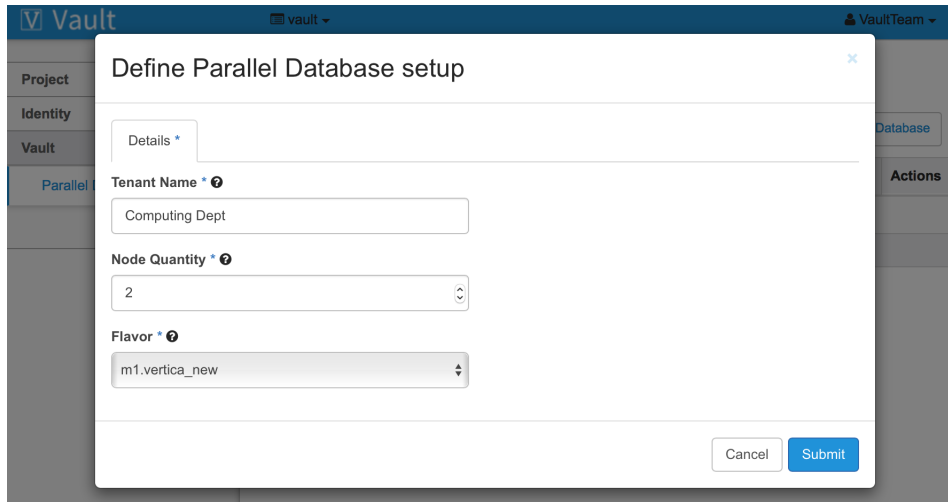 Vault
vault
VaultTeam
Define Parallel Database setup
×
Project
Identity
Vault
Parallel
Database
Actions
Details *
Tenant Name *
Computing Dept
Node Quantity *
2
Flavor *
m1.vertica_new
Cancel
Submit